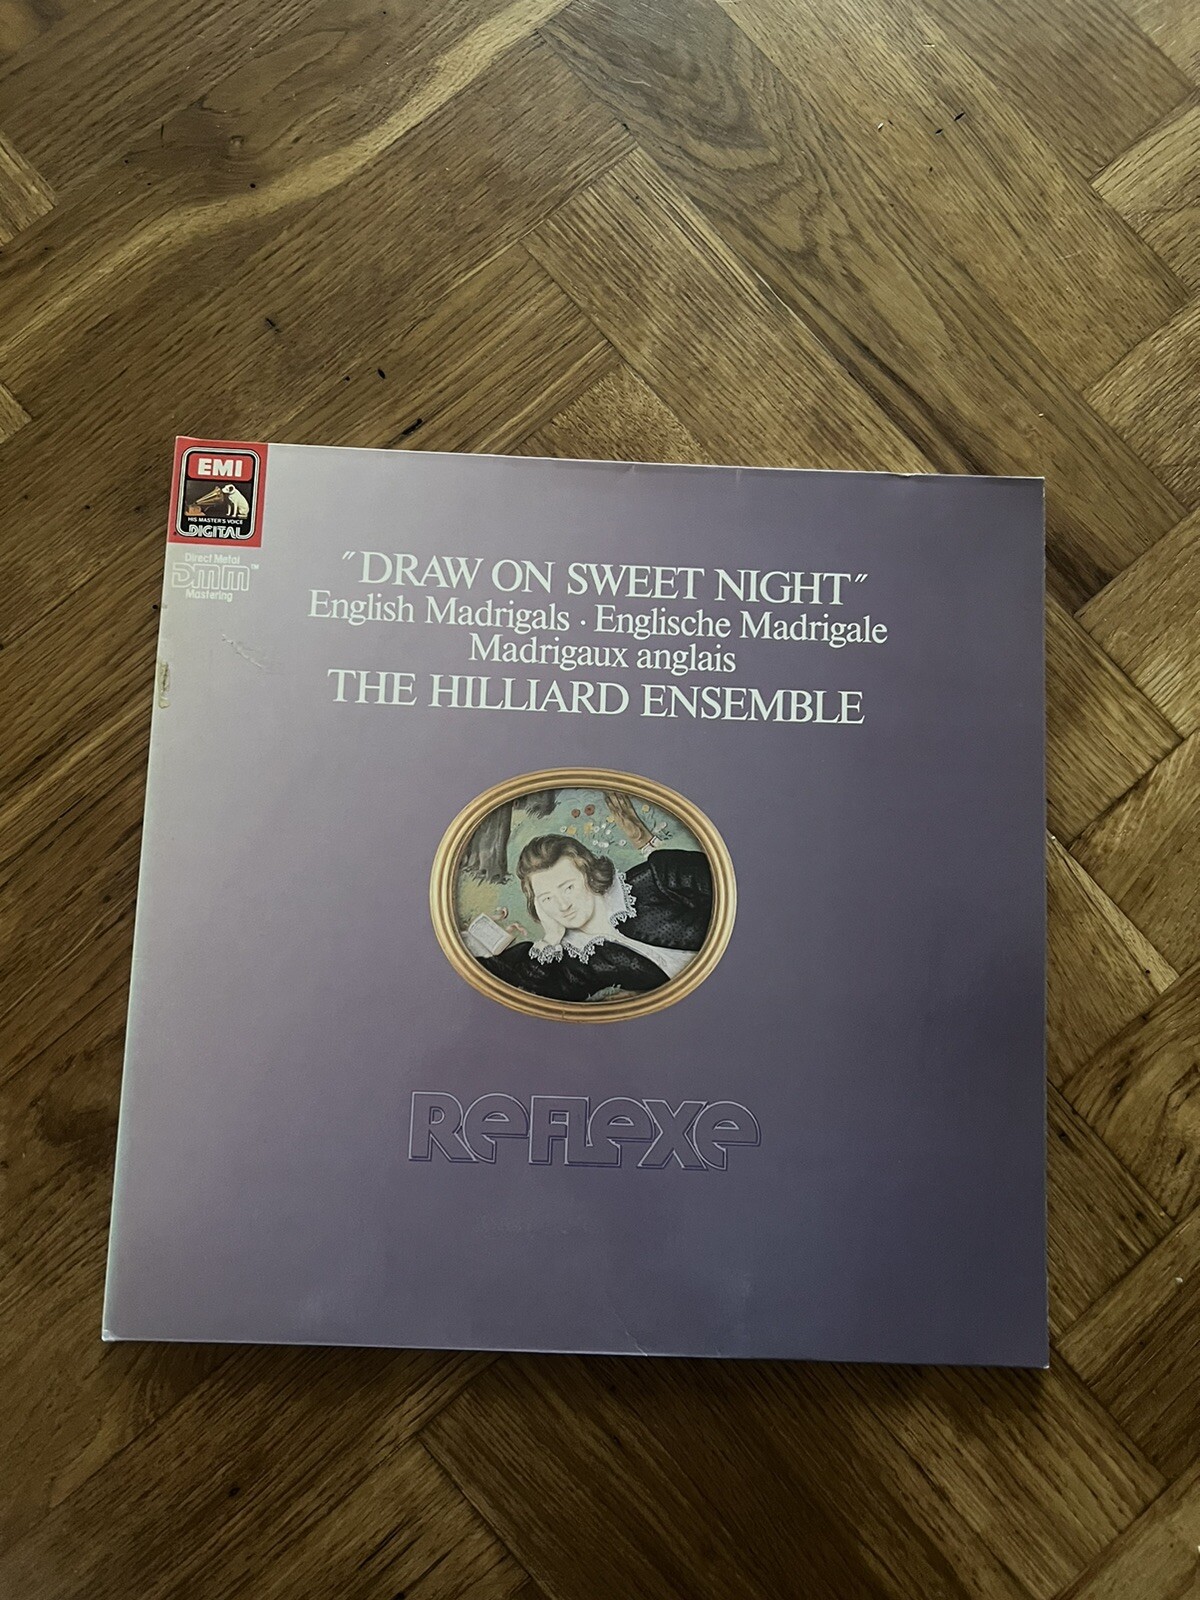 EMI
HIS MASTER'S VOICE
DIGITAL
Direct Metal
DMM™
Mastering
"DRAW ON SWEET NIGHT"
English Madrigals · Englische Madrigale
Madrigaux anglais
THE HILLIARD ENSEMBLE
ReFLexe